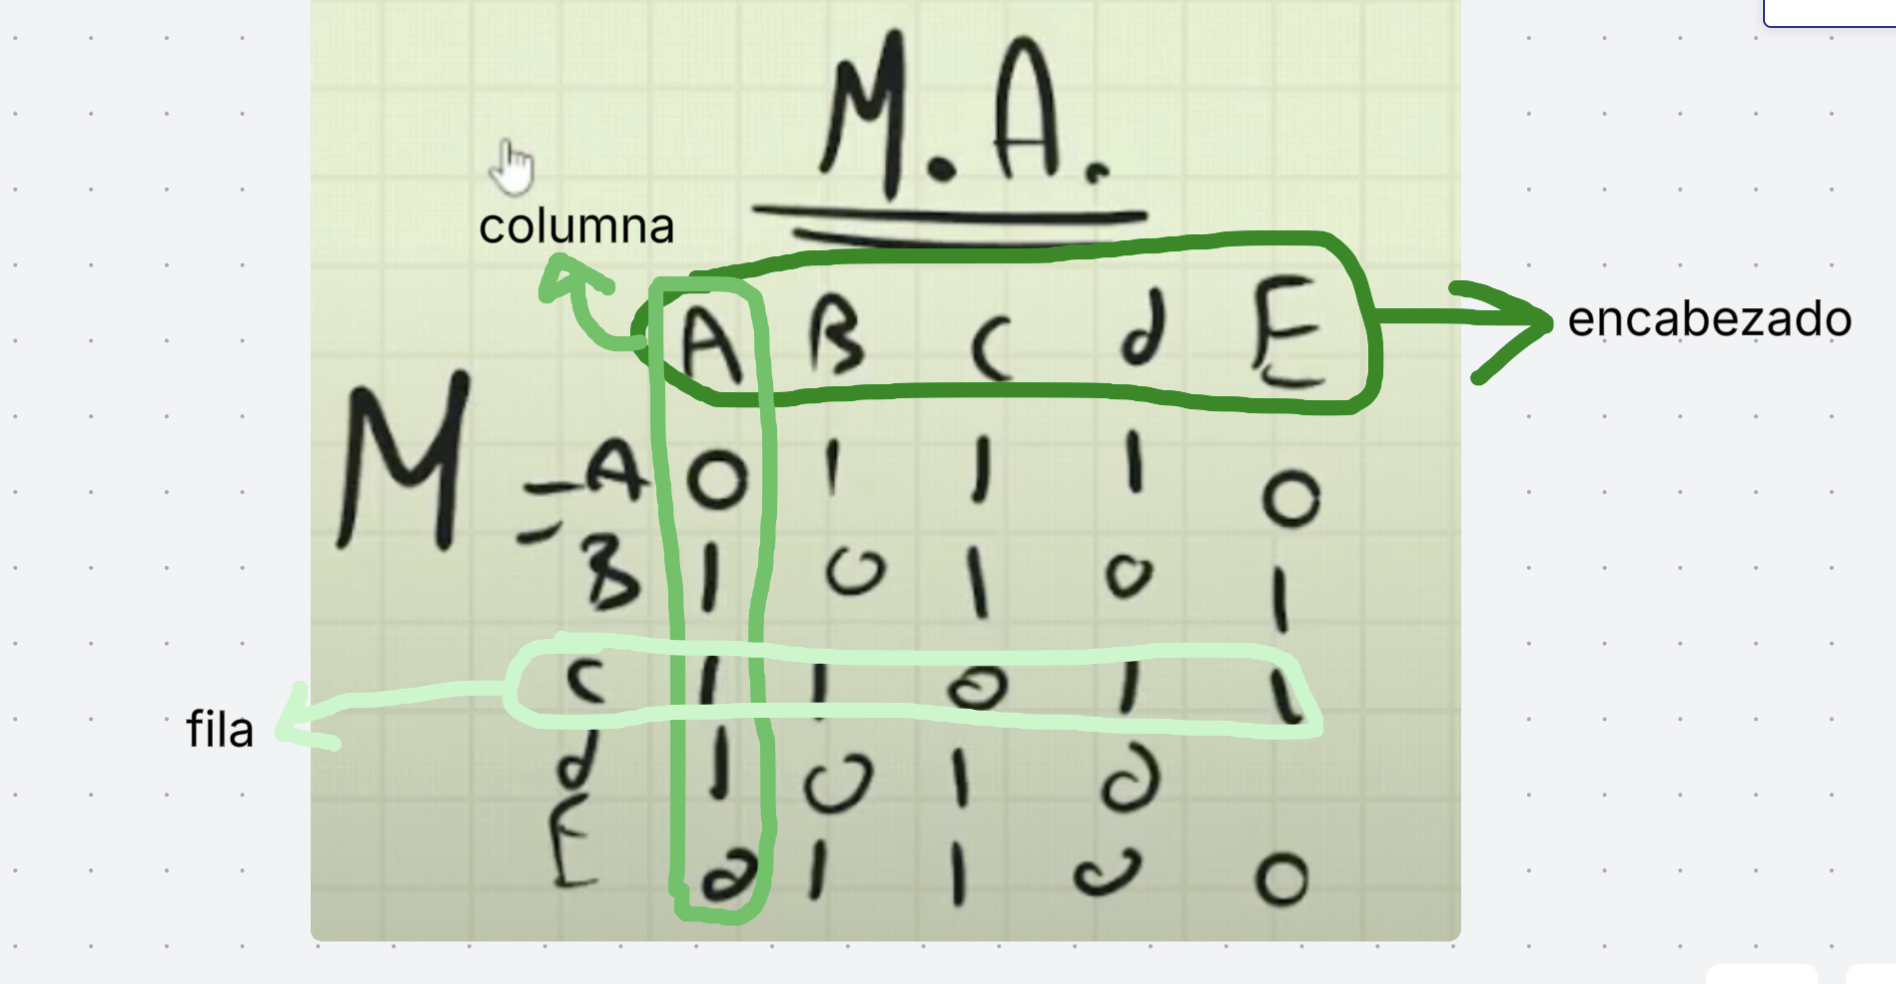 M.A.
columna
A B C d E
encabezado
M = A 0 1 1 1 0
B 1 0 1 0 1
C 1 1 0 1 1
fila
d 1 0 1 0
E 0 1 1 0 0